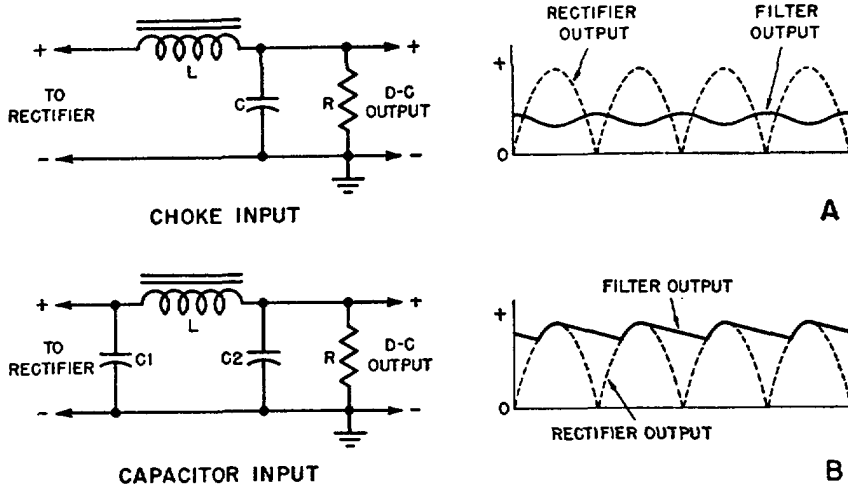 RECTIFIER
OUTPUT
FILTER
OUTPUT
+
+
L
TO
RECTIFIER
C
R
D-C
OUTPUT
+
0
-
-
CHOKE INPUT
A
+
+
L
TO
RECTIFIER
C1
C2
R
D-C
OUTPUT
-
-
FILTER OUTPUT
+
0
RECTIFIER OUTPUT
CAPACITOR INPUT
B